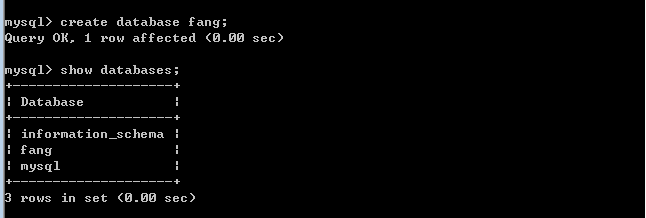 mysql> create database fang;
Query OK, 1 row affected (0.00 sec)
mysql> show databases;
+--------------------+
| Database           |
+--------------------+
| information_schema |
| fang               |
| mysql              |
+--------------------+
3 rows in set (0.00 sec)